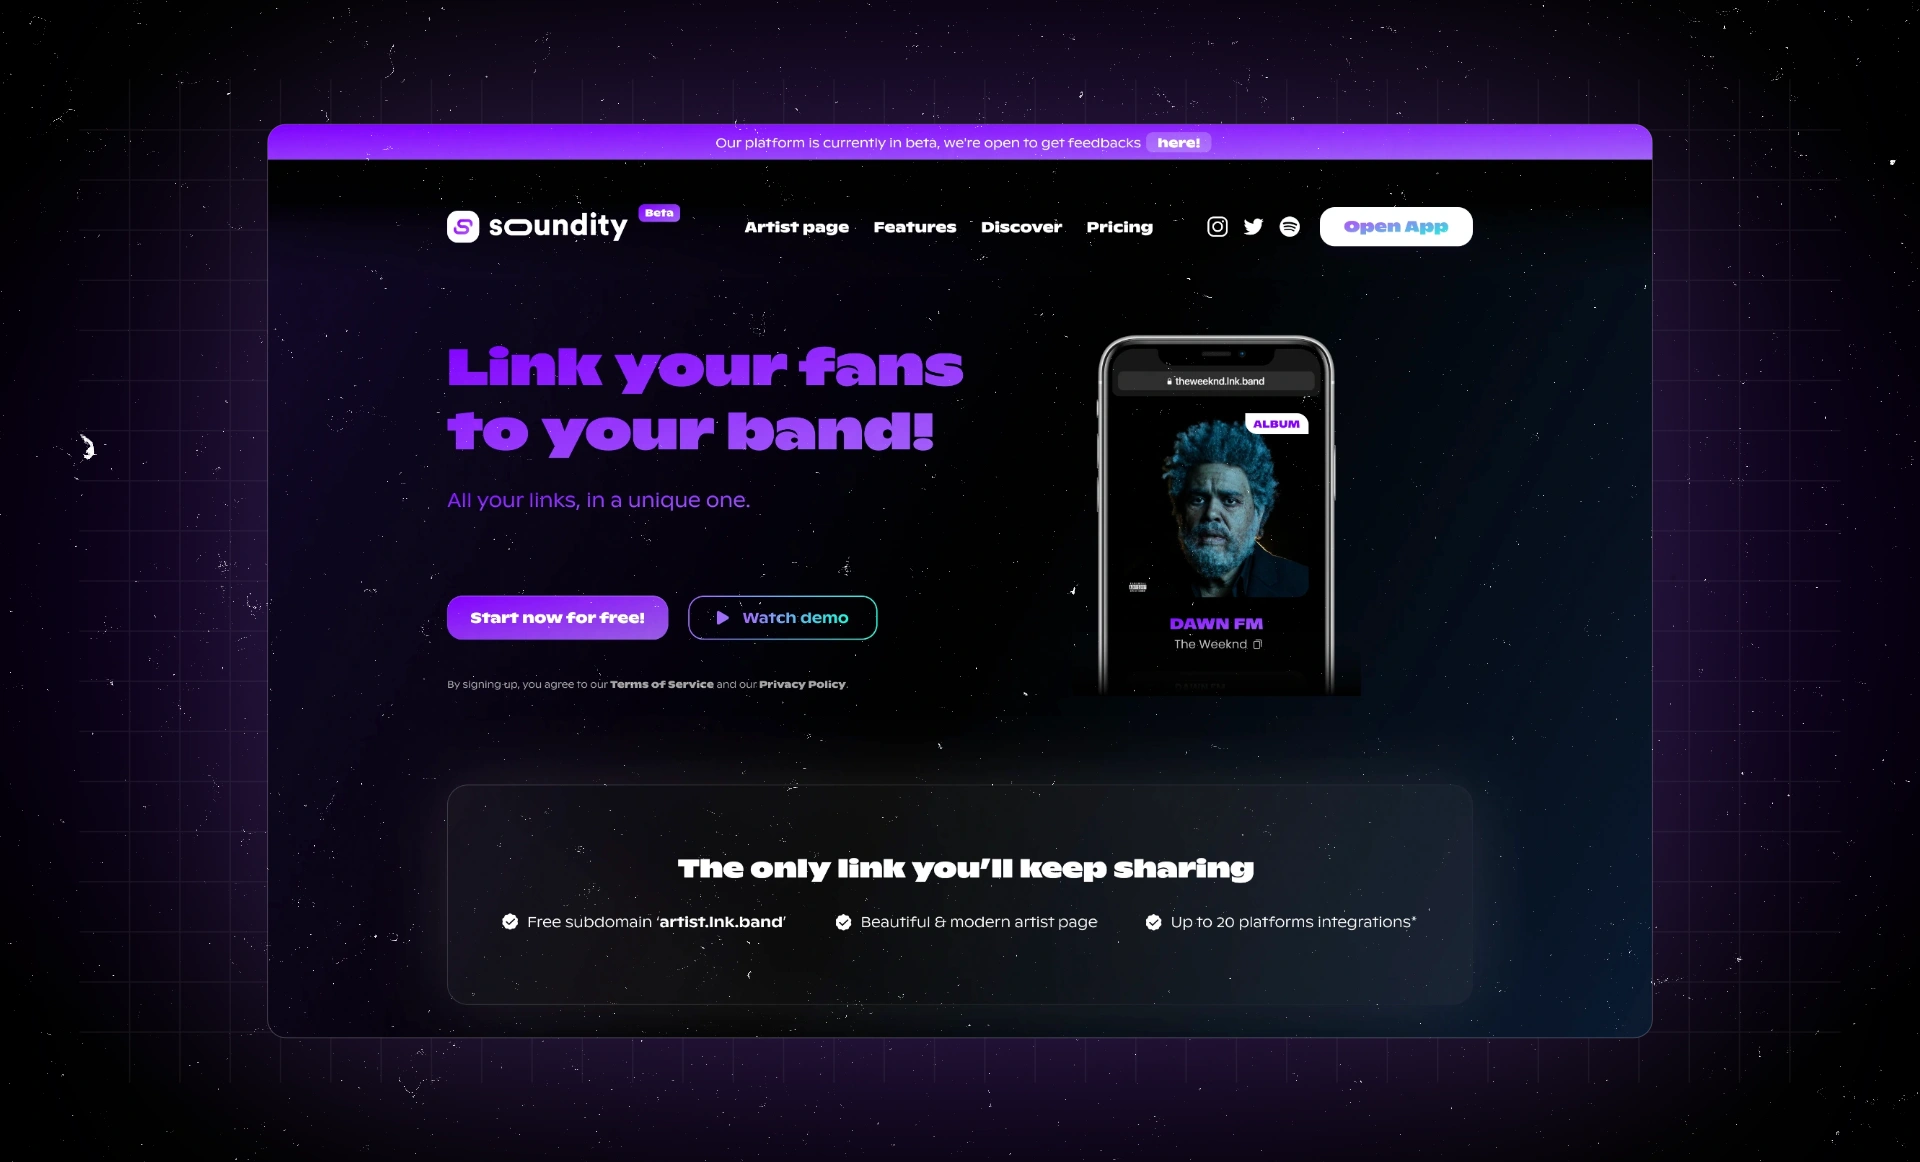 Our platform is currently in beta, we're open to get feedbacks here!
soundity Beta
Artist page Features Discover Pricing
Open App
Link your fans
to your band!
All your links, in a unique one.
Start now for free!
Watch demo
By signing-up, you agree to our Terms of Service and our Privacy Policy.
theweeknd.lnk.band
ALBUM
DAWN FM
The Weeknd
The only link you'll keep sharing
Free subdomain 'artist.lnk.band'
Beautiful & modern artist page
Up to 20 platforms integrations*